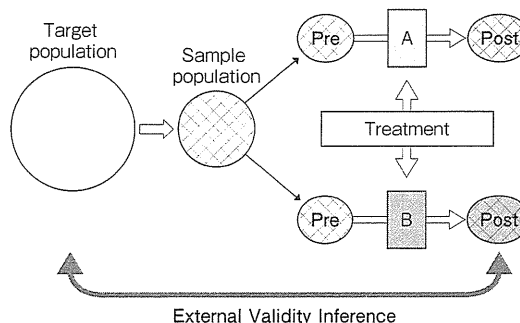 Target
population
Sample
population
Pre
A
Post
Treatment
Pre
B
Post
External Validity Inference